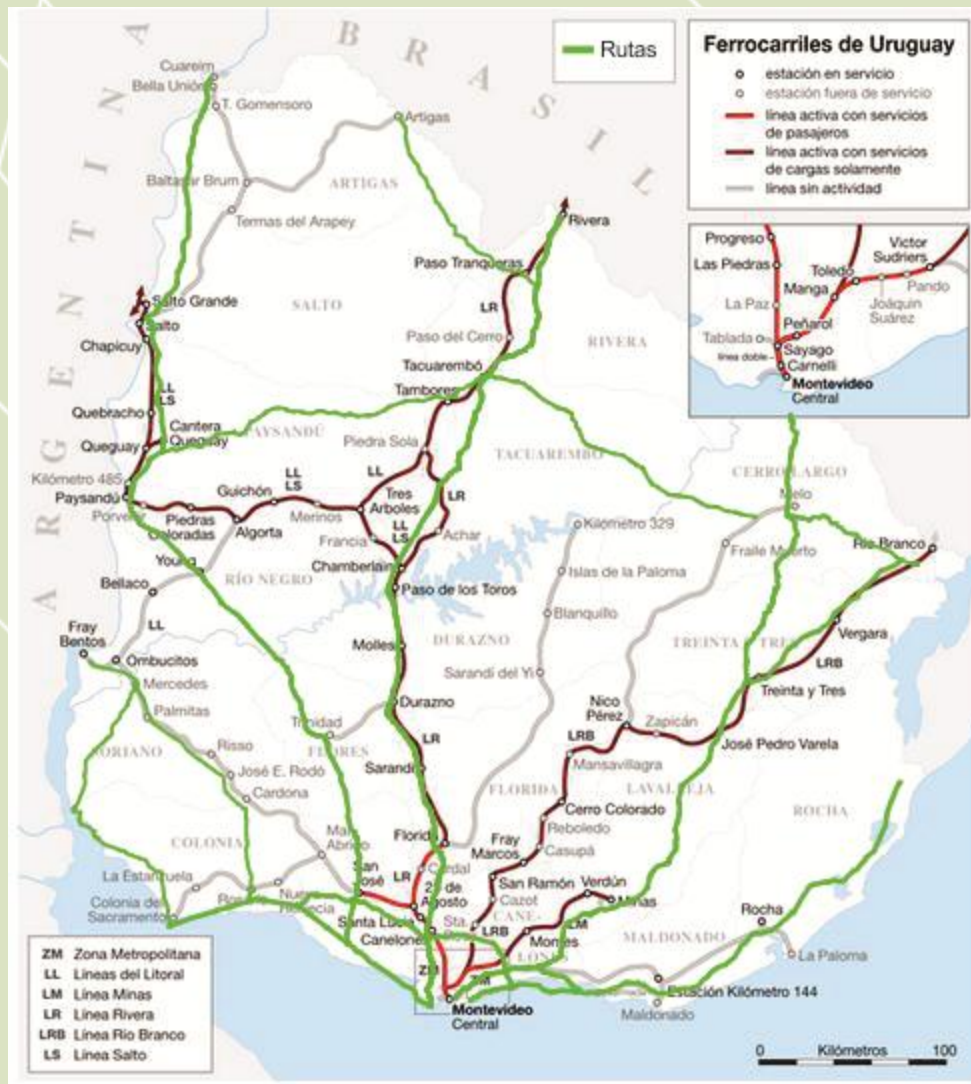 ARGENTINA
BRASIL
Rutas
Ferrocarriles de Uruguay
estación en servicio
estación fuera de servicio
línea activa con servicios
de pasajeros
línea activa con servicios
de cargas solamente
línea sin actividad
Progreso
Las Piedras
La Paz
Tablada
línea doble
Toledo
Manga
Peñarol
Sayago
Carnelli
Montevideo
Central
Victor
Sudriers
Pando
Joáquin
Suárez
Cuareim
Bella Unión
T. Gomensoro
Artigas
Baltasar Brum
ARTIGAS
Termas del Arapey
Rivera
Paso Tranqueras
Salto Grande
Salto
SALTO
LR
Chapicuy
Paso del Cerro
RIVERA
Tacuarembó
Tambores
LL
LS
Quebracho
Cantera
Queguay
Queguay
PAYSANDÚ
Piedra Sola
TACUAREMBÓ
Kilómetro 485
CERRO LARGO
Paysandú
Porvenir
Piedras
Coloradas
Guichón
LL
LS
Merinos
LL
Tres
Arboles
LR
Melo
Algorta
Francia
LL
LS
Achar
Kilómetro 329
Fraile Muerto
Río Branco
Young
RÍO NEGRO
Chamberlain
Paso de los Toros
Islas de la Paloma
Bellaco
LL
Blanquillo
Vergara
Fray
Bentos
Ombucitos
Molles
DURAZNO
TREINTA Y TRES
LRB
Mercedes
Sarandí del Yi
Treinta y Tres
Palmitas
Durazno
Nico
Pérez
Zapicán
Trinidad
José Pedro Varela
SORIANO
Risso
FLORES
LR
LRB
Mansavillagra
José E. Rodó
Sarandí
Cardona
FLORIDA
LAVALLEJA
ROCHA
Cerro Colorado
COLONIA
Mal
Abrigo
Florida
Reboledo
Fray
Marcos
Casupá
La Estanzuela
San
José
LR
Cardal
San Ramón
Verdún
Minas
Colonia del
Sacramento
Nueva
Helvecia
25 de
Agosto
Cazot
Santa Lucía
Sta.
CANE-
LONES
LM
Rocha
Canelones
LRB
Montes
MALDONADO
La Paloma
ZM
ZM
Estación Kilómetro 144
Montevideo
Central
Maldonado
ZM Zona Metropolitana
LL Líneas del Litoral
LM Línea Minas
LR Línea Rivera
LRB Línea Río Branco
LS Línea Salto
0 Kilómetros 100